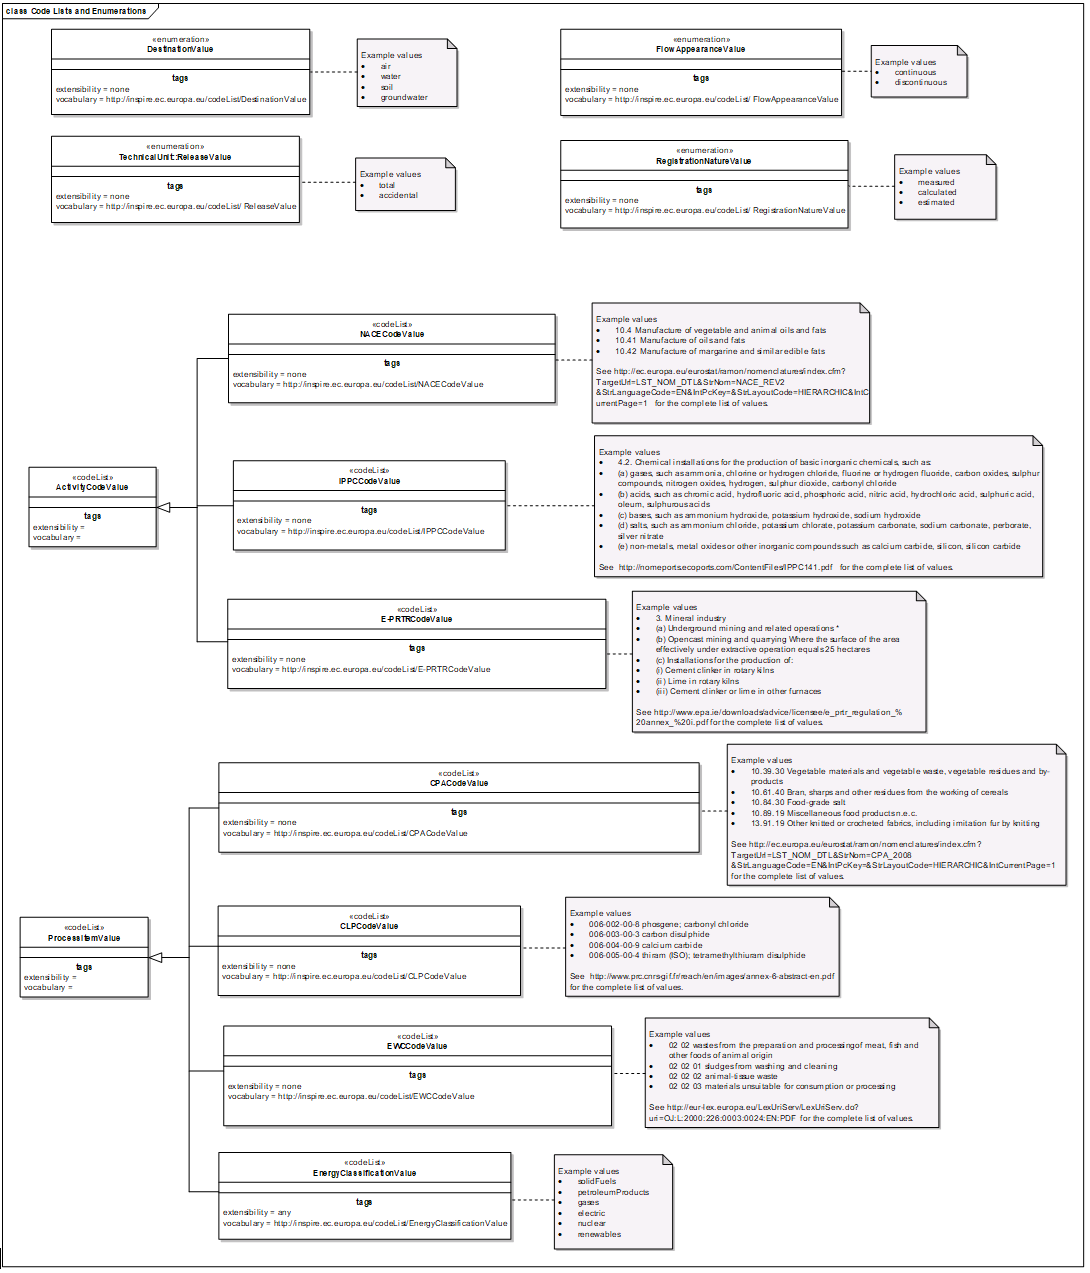 class Code Lists and Enumerations
«enumeration»
DestinationValue
tags
extensibility = none
vocabulary = http://inspire.ec.europa.eu/codeList/DestinationValue
Example values
• air
• water
• soil
• groundwater
«enumeration»
FlowAppearanceValue
tags
extensibility = none
vocabulary = http://inspire.ec.europa.eu/codeList/ FlowAppearanceValue
Example values
• continuous
• discontinuous
«enumeration»
TechnicalUnit::ReleaseValue
tags
extensibility = none
vocabulary = http://inspire.ec.europa.eu/codeList/ ReleaseValue
Example values
• total
• accidental
«enumeration»
RegistrationNatureValue
tags
extensibility = none
vocabulary = http://inspire.ec.europa.eu/codeList/ RegistrationNatureValue
Example values
• measured
• calculated
• estimated
«codeList»
NACECodeValue
tags
extensibility = none
vocabulary = http://inspire.ec.europa.eu/codeList/NACECodeValue
Example values
• 10.4 Manufacture of vegetable and animal oils and fats
• 10.41 Manufacture of oils and fats
• 10.42 Manufacture of margarine and similar edible fats
See http://ec.europa.eu/eurostat/ramon/nomenclatures/index.cfm?
TargetUrl=LST_NOM_DTL&StrNom=NACE_REV2
&StrLanguageCode=EN&IntPcKey=&StrLayoutCode=HIERARCHIC&IntC
urrentPage=1 for the complete list of values.
«codeList»
ActivityCodeValue
tags
extensibility =
vocabulary =
«codeList»
IPPCCodeValue
tags
extensibility = none
vocabulary = http://inspire.ec.europa.eu/codeList/IPPCCodeValue
Example values
• 4.2. Chemical installations for the production of basic inorganic chemicals, such as:
• (a) gases, such as ammonia, chlorine or hydrogen chloride, fluorine or hydrogen fluoride, carbon oxides, sulphur
compounds, nitrogen oxides, hydrogen, sulphur dioxide, carbonyl chloride
• (b) acids, such as chromic acid, hydrofluoric acid, phosphoric acid, nitric acid, hydrochloric acid, sulphuric acid,
oleum, sulphurous acids
• (c) bases, such as ammonium hydroxide, potassium hydroxide, sodium hydroxide
• (d) salts, such as ammonium chloride, potassium chlorate, potassium carbonate, sodium carbonate, perborate,
silver nitrate
• (e) non-metals, metal oxides or other inorganic compounds such as calcium carbide, silicon, silicon carbide
See http://nomeports.ecoports.com/ContentFiles/IPPC141.pdf for the complete list of values.
«codeList»
E-PRTRCodeValue
tags
extensibility = none
vocabulary = http://inspire.ec.europa.eu/codeList/E-PRTRCodeValue
Example values
• 3. Mineral industry
• (a) Underground mining and related operations *
• (b) Opencast mining and quarrying Where the surface of the area
effectively under extractive operation equals 25 hectares
• (c) Installations for the production of:
• (i) Cement clinker in rotary kilns
• (ii) Lime in rotary kilns
• (iii) Cement clinker or lime in other furnaces
See http://www.epa.ie/downloads/advice/licensee/e_prtr_regulation_%
20annex_%20i.pdf for the complete list of values.
«codeList»
CPACodeValue
tags
extensibility = none
vocabulary = http://inspire.ec.europa.eu/codeList/CPACodeValue
Example values
• 10.39.30 Vegetable materials and vegetable waste, vegetable residues and by-
products
• 10.61.40 Bran, sharps and other residues from the working of cereals
• 10.84.30 Food-grade salt
• 10.89.19 Miscellaneous food products n.e.c.
• 13.91.19 Other knitted or crocheted fabrics, including imitation fur by knitting
See http://ec.europa.eu/eurostat/ramon/nomenclatures/index.cfm?
TargetUrl=LST_NOM_DTL&StrNom=CPA_2008
&StrLanguageCode=EN&IntPcKey=&StrLayoutCode=HIERARCHIC&IntCurrentPage=1
for the complete list of values.
«codeList»
ProcessItemValue
tags
extensibility =
vocabulary =
«codeList»
CLPCodeValue
tags
extensibility = none
vocabulary = http://inspire.ec.europa.eu/codeList/CLPCodeValue
Example values
• 006-002-00-8 phosgene; carbonyl chloride
• 006-003-00-3 carbon disulphide
• 006-004-00-9 calcium carbide
• 006-005-00-4 thiram (ISO); tetramethylthiuram disulphide
See http://www.prc.cnrsgif.fr/reach/en/images/annex-6-abstract-en.pdf
for the complete list of values.
«codeList»
EWCCodeValue
tags
extensibility = none
vocabulary = http://inspire.ec.europa.eu/codeList/EWCCodeValue
Example values
• 02 02 wastes from the preparation and processing of meat, fish and
other foods of animal origin
• 02 02 01 sludges from washing and cleaning
• 02 02 02 animal-tissue waste
• 02 02 03 materials unsuitable for consumption or processing
See http://eur-lex.europa.eu/LexUriServ/LexUriServ.do?
uri=OJ:L:2000:226:0003:0024:EN:PDF for the complete list of values.
«codeList»
EnergyClassificationValue
tags
extensibility = any
vocabulary = http://inspire.ec.europa.eu/codeList/EnergyClassificationValue
Example values
• solidFuels
• petroleumProducts
• gases
• electric
• nuclear
• renewables